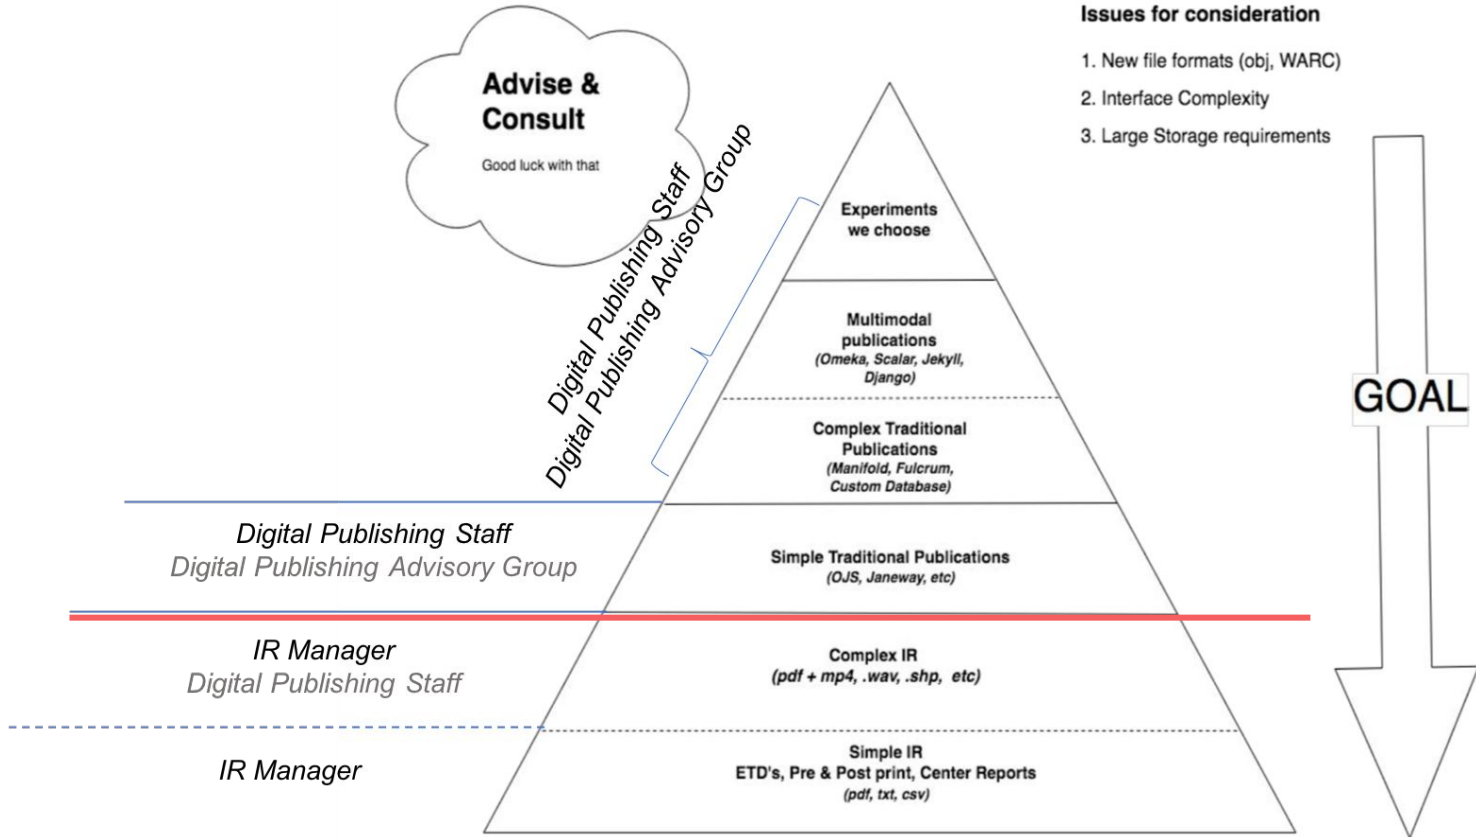 Issues for consideration
1. New file formats (obj, WARC)
2. Interface Complexity
3. Large Storage requirements
Advise &
Consult
Good luck with that
Digital Publishing Staff
Digital Publishing Advisory Group
Experiments
we choose
Multimodal
publications
(Omeka, Scalar, Jekyll,
Django)
Complex Traditional
Publications
(Manifold, Fulcrum,
Custom Database)
GOAL
Digital Publishing Staff
Digital Publishing Advisory Group
Simple Traditional Publications
(OJS, Janeway, etc)
IR Manager
Digital Publishing Staff
Complex IR
(pdf + mp4, .wav, .shp, etc)
IR Manager
Simple IR
ETD's, Pre & Post print, Center Reports
(pdf, txt, csv)